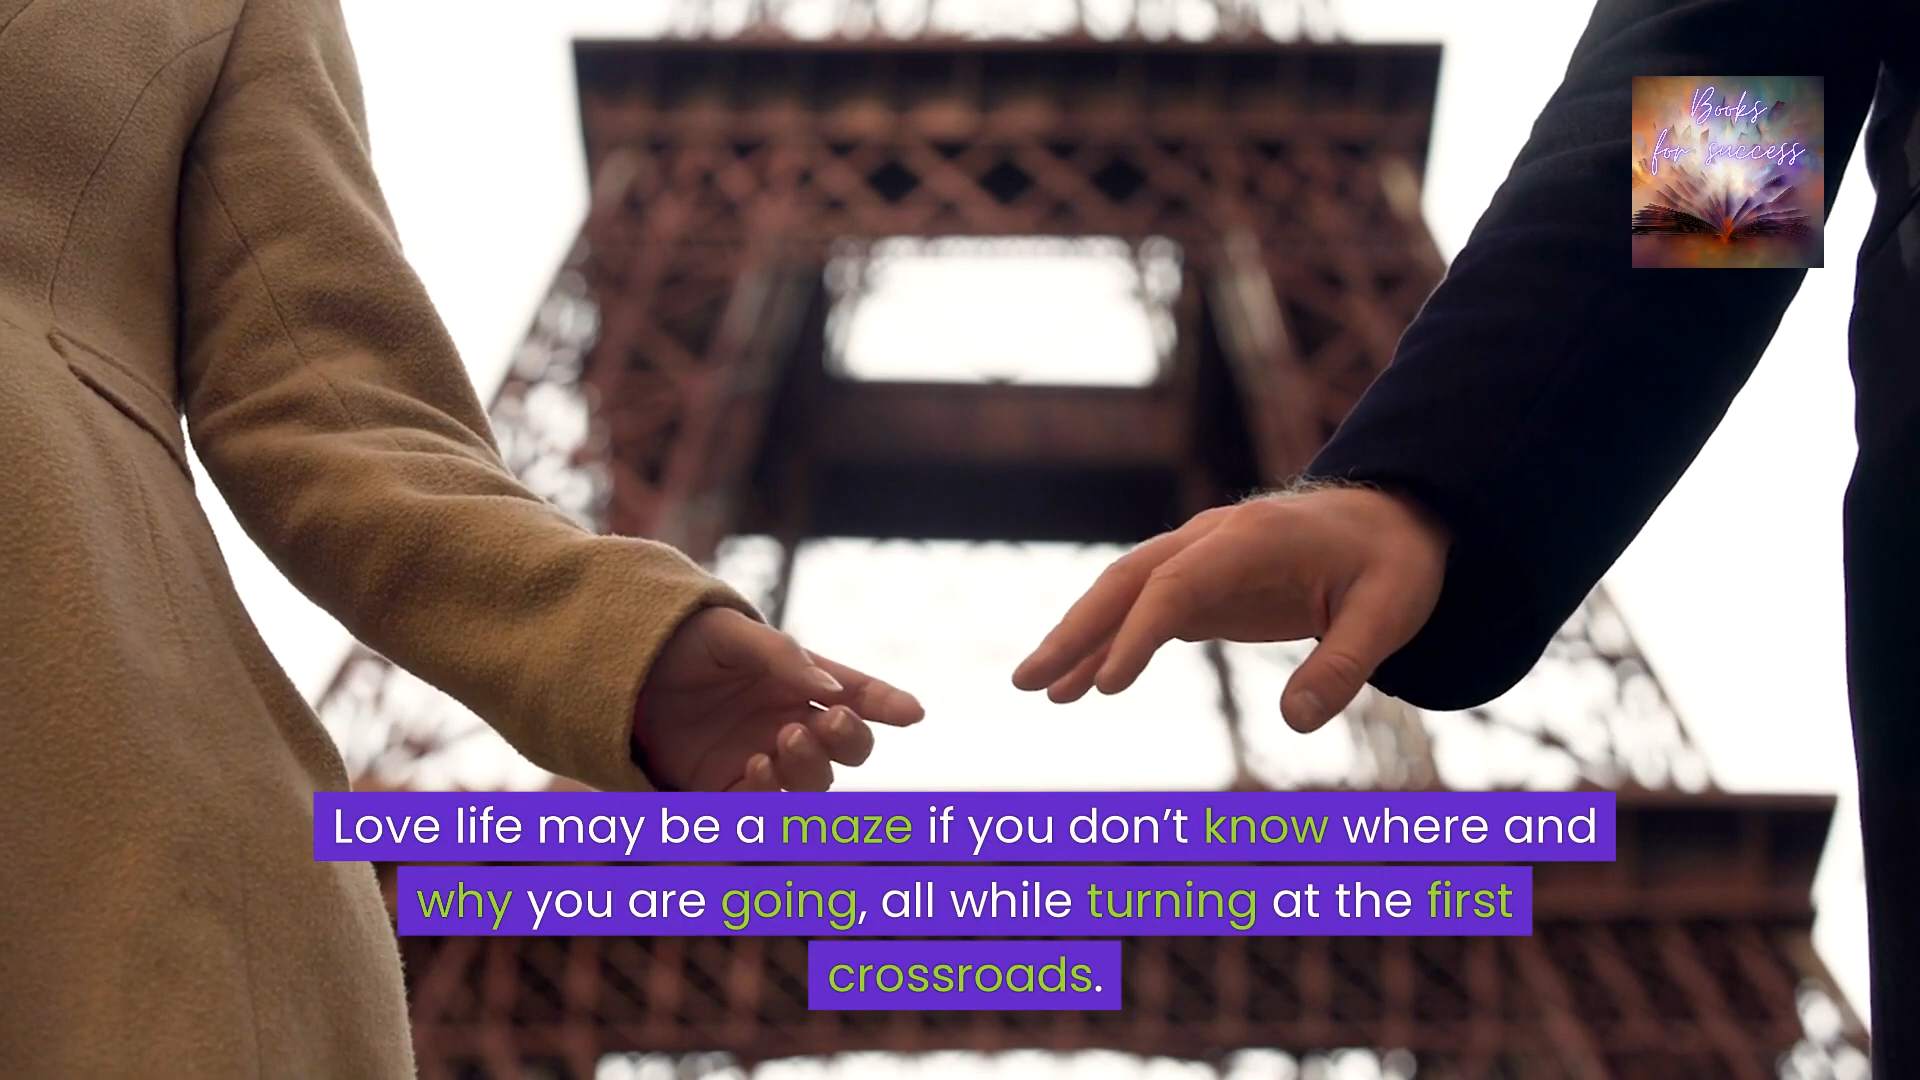 Books
for success
Love life may be a maze if you don’t know where and
why you are going, all while turning at the first
crossroads.